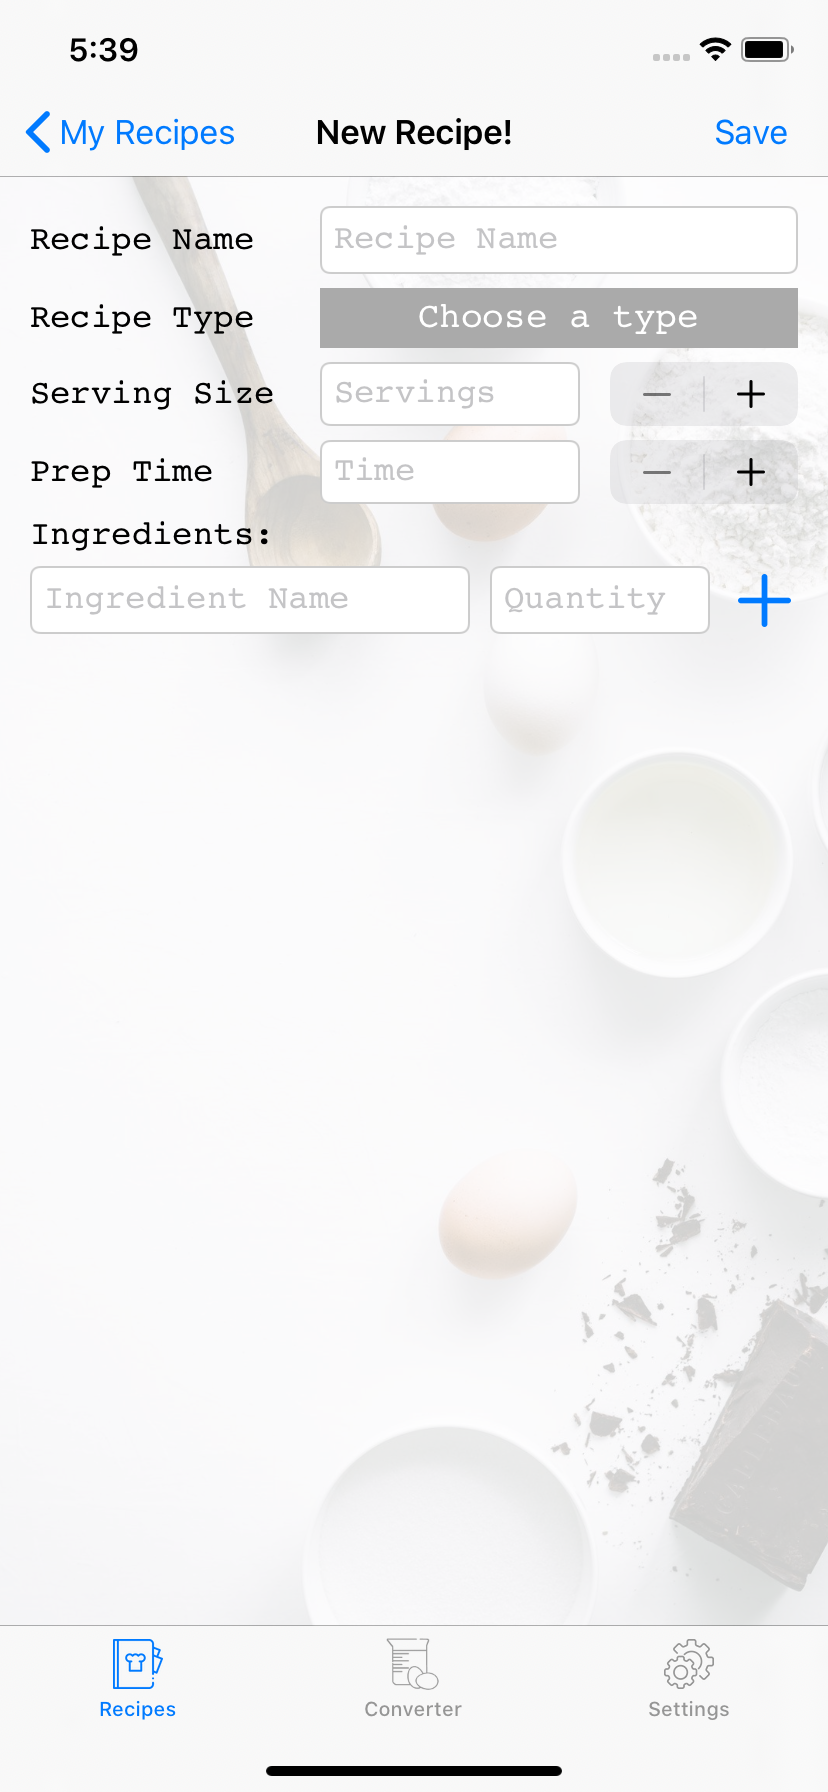 5:39
My Recipes New Recipe! Save
Recipe Name Recipe Name
Recipe Type Choose a type
Serving Size Servings
Prep Time Time
Ingredients:
Ingredient Name Quantity
Recipes Converter Settings